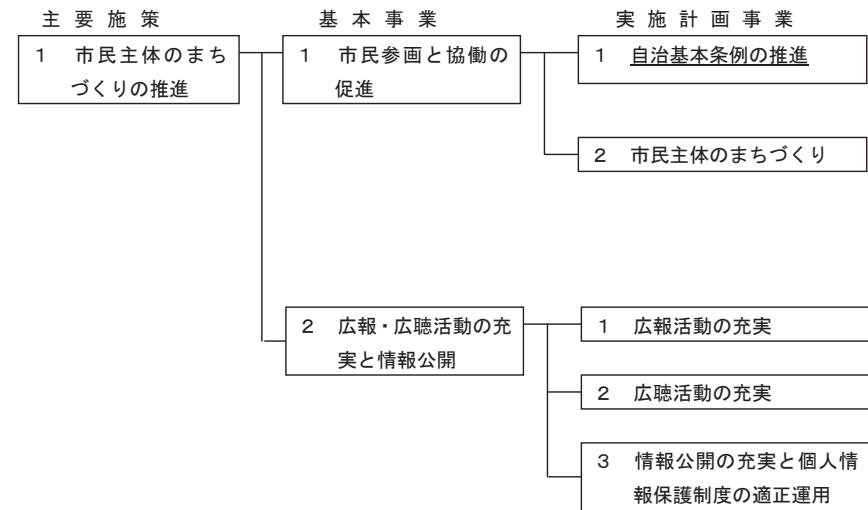 主要施策
基本事業
実施計画事業
1 市民主体のまち
づくりの推進
1 市民参画と協働の
促進
1 自治基本条例の推進
2 市民主体のまちづくり
2 広報・広聴活動の充
実と情報公開
1 広報活動の充実
2 広聴活動の充実
3 情報公開の充実と個人情
報保護制度の適正運用